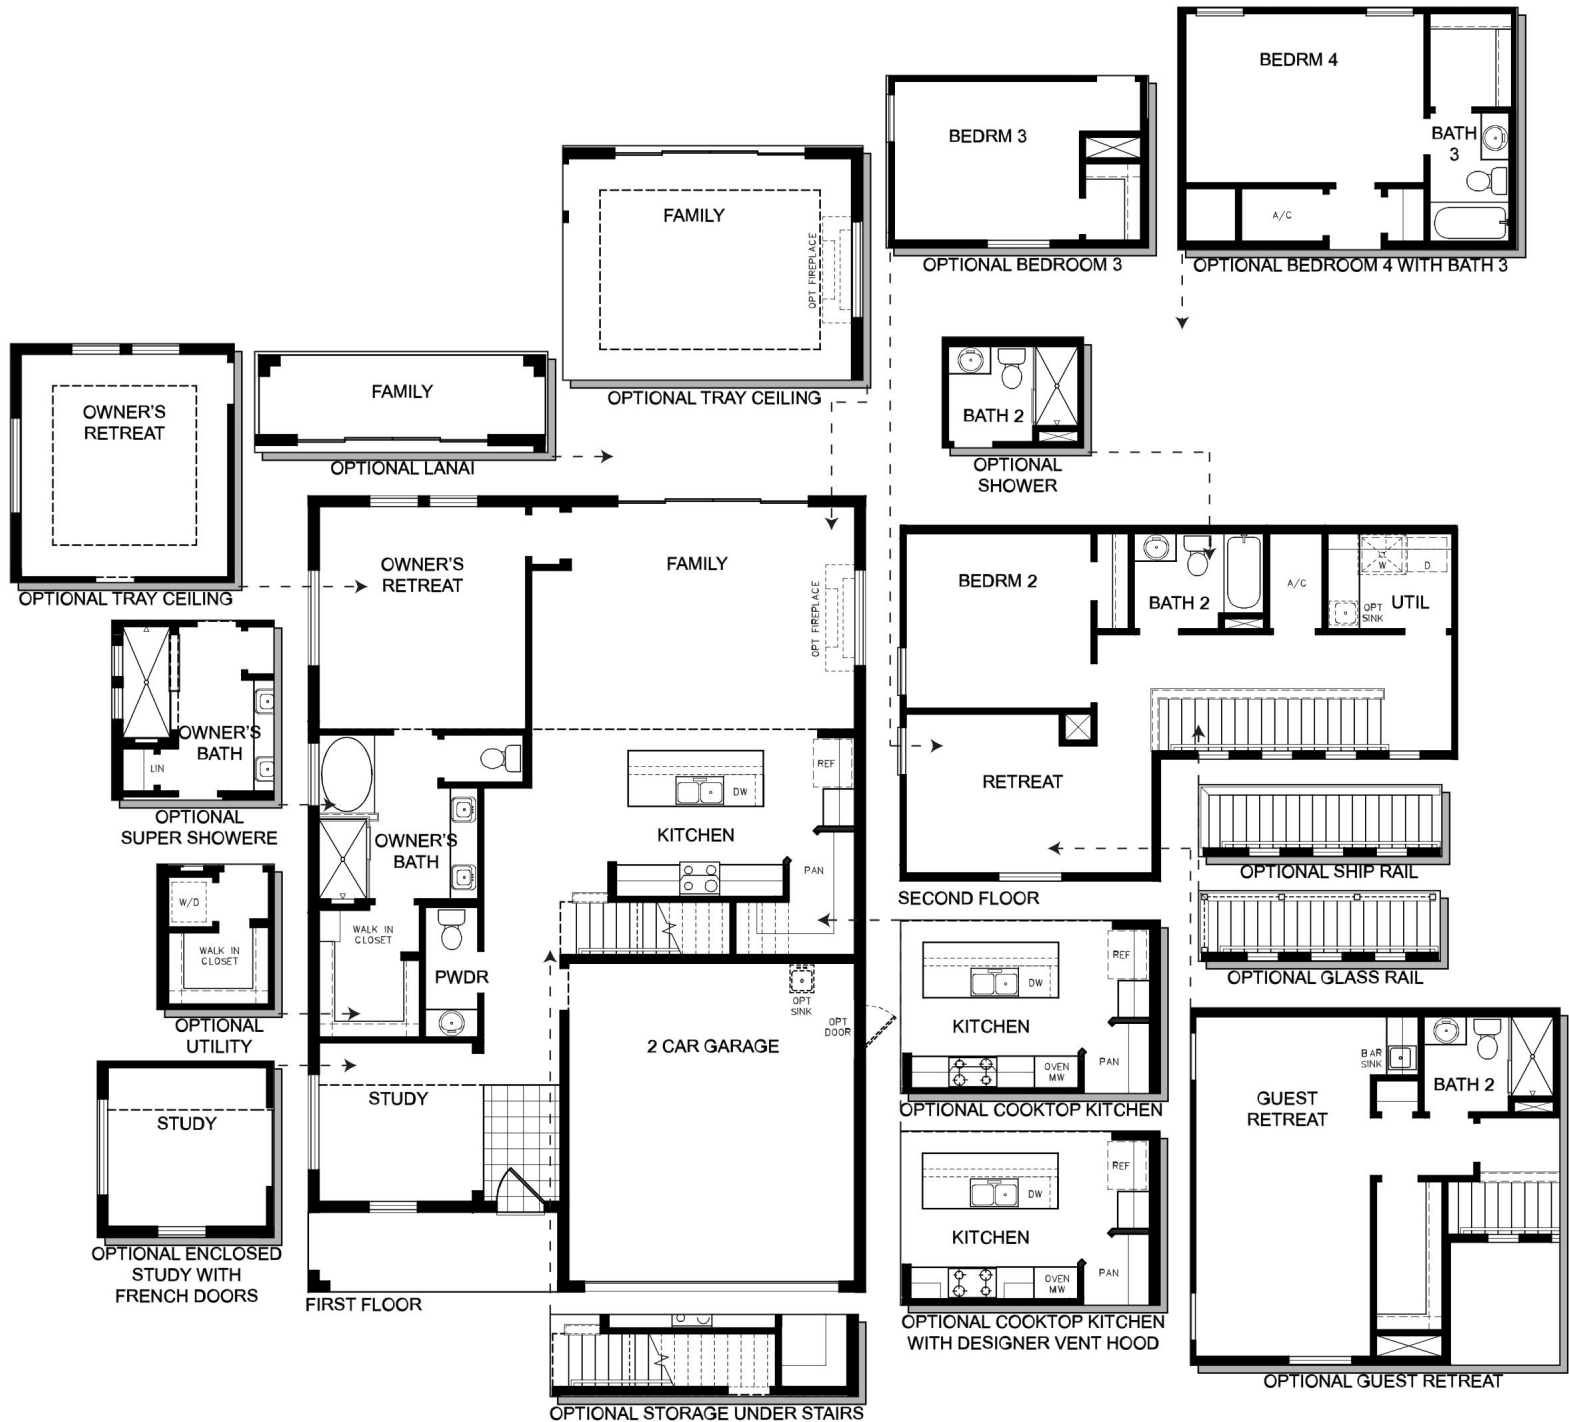 BEDRM 4
BATH
3
A/C
OPTIONAL BEDROOM 4 WITH BATH 3
BEDRM 3
OPTIONAL BEDROOM 3
FAMILY
OPT FIREPLACE
OPTIONAL TRAY CEILING
OWNER'S
RETREAT
OPTIONAL TRAY CEILING
FAMILY
OPTIONAL LANAI
BATH 2
OPTIONAL
SHOWER
OWNER'S
RETREAT
FAMILY
OPT FIREPLACE
REF
DW
KITCHEN
OWNER'S
BATH
PAN
WALK IN
CLOSET
PWDR
OPT
SINK
OPT
DOOR
2 CAR GARAGE
STUDY
FIRST FLOOR
OWNER'S
BATH
LIN
OPTIONAL
SUPER SHOWERE
W/D
WALK IN
CLOSET
OPTIONAL
UTILITY
STUDY
OPTIONAL ENCLOSED
STUDY WITH
FRENCH DOORS
OPTIONAL STORAGE UNDER STAIRS
BEDRM 2
BATH 2
A/C
W
D
OPT
SINK
UTIL
RETREAT
SECOND FLOOR
OPTIONAL SHIP RAIL
OPTIONAL GLASS RAIL
REF
DW
KITCHEN
OVEN
MW
PAN
OPTIONAL COOKTOP KITCHEN
REF
DW
KITCHEN
OVEN
MW
PAN
OPTIONAL COOKTOP KITCHEN
WITH DESIGNER VENT HOOD
BAR
SINK
BATH 2
GUEST
RETREAT
OPTIONAL GUEST RETREAT